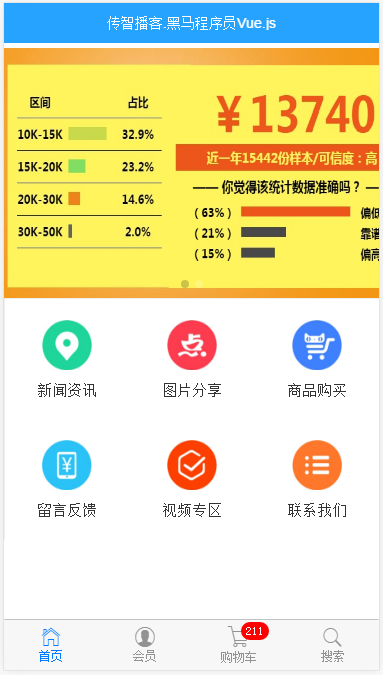 传智播客.黑马程序员Vue.js
区间 占比
10K-15K 32.9%
15K-20K 23.2%
20K-30K 14.6%
30K-50K 2.0%
￥13740
近一年15442份样本/可信度：高
—— 你觉得该统计数据准确吗？ ——
（63%） 偏低
（21%） 靠谱
（15%） 偏高
新闻资讯 图片分享 商品购买
留言反馈 视频专区 联系我们
211
首页 会员 购物车 搜索